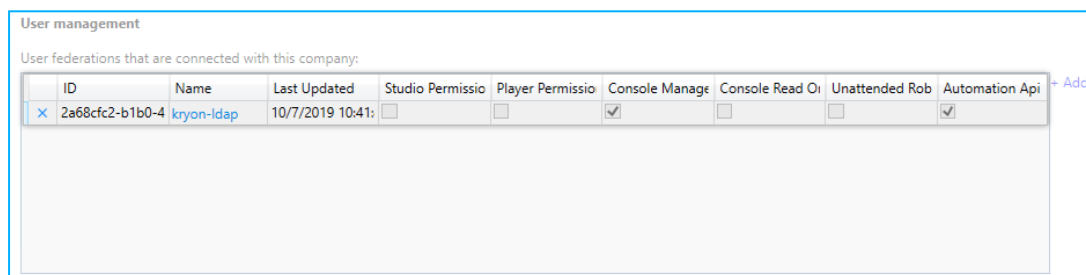 User management
User federations that are connected with this company:
ID Name Last Updated Studio Permissio Player Permissio Console Manage Console Read Or Unattended Rob Automation Api + Add
× 2a68cfc2-b1b0-4 kryon-ldap 10/7/2019 10:41: